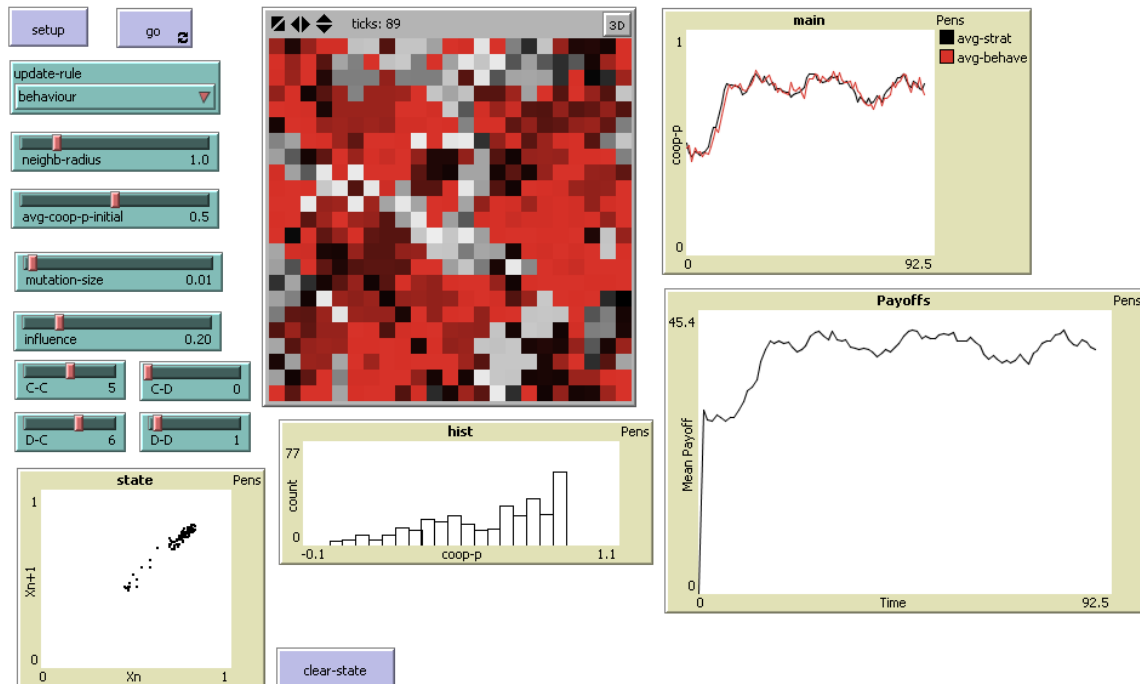 setup
go
update-rule
behaviour
neighb-radius 1.0
avg-coop-p-initial 0.5
mutation-size 0.01
influence 0.20
C-C 5
C-D 0
D-C 6
D-D 1
ticks: 89
3D
main
Pens
1
coop-p
0
0
92.5
avg-strat
avg-behave
Payoffs
Pens
45.4
Mean Payoff
0
0
Time
92.5
hist
Pens
77
count
0
-0.1
coop-p
1.1
state
Pens
1
Xn+1
0
0
Xn
1
clear-state